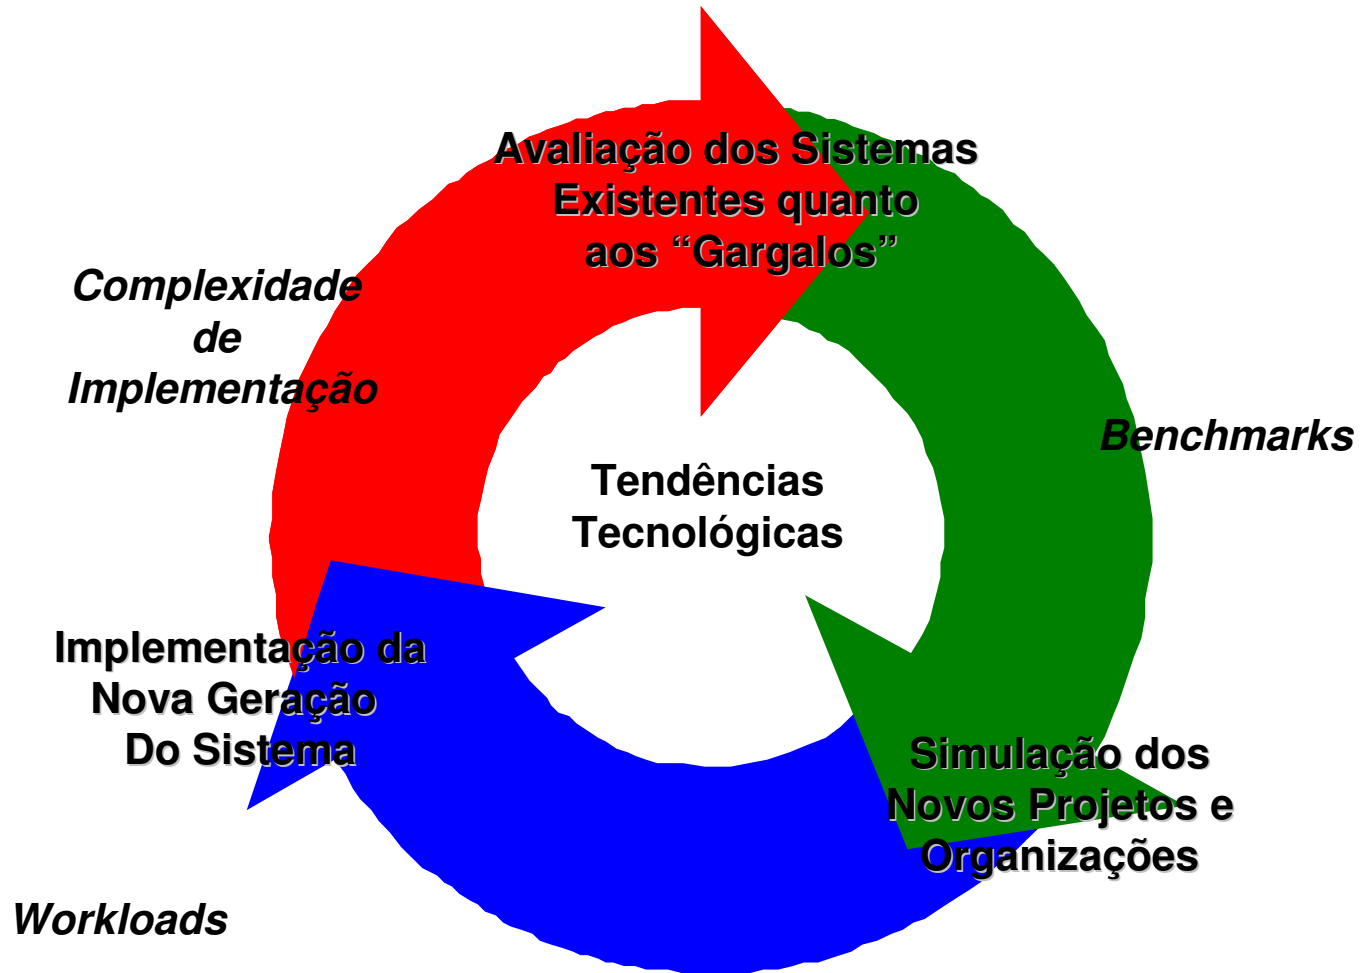 Avaliação dos Sistemas
Existentes quanto
aos “Gargalos”
Complexidade
de
Implementação
Benchmarks
Tendências
Tecnológicas
Implementação da
Nova Geração
Do Sistema
Simulação dos
Novos Projetos e
Organizações
Workloads